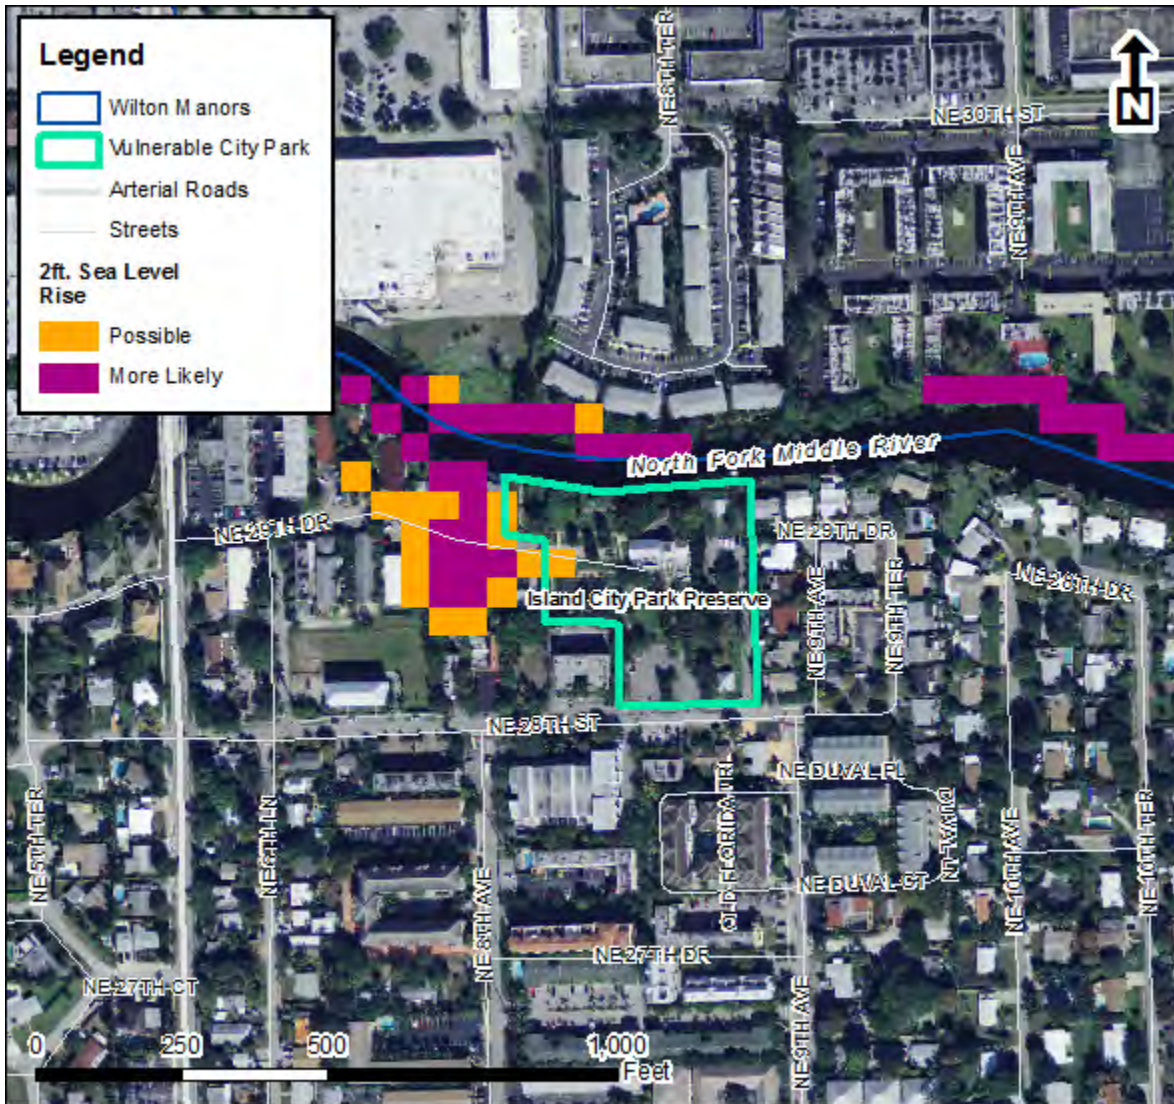 Legend
Wilton Manors
Vulnerable City Park
Arterial Roads
Streets
2ft. Sea Level
Rise
Possible
More Likely
N
NE 8TH TER
NE 30TH ST
NE 9TH AVE
North Fork Middle River
NE 29TH DR
NE 29TH DR
NE 28TH DR
Island City Park Preserve
NE 9TH AVE
NE 9TH TER
NE 28TH ST
NE DUVAL PL
DUVAL LN
OLD FLORIDA TRL
NE DUVAL CT
NE 5TH TER
NE 6TH LN
NE 8TH AVE
NE 10TH AVE
NE 10TH TER
NE 27TH DR
NE 27TH CT
NE 9TH AVE
0 250 500 1,000
Feet